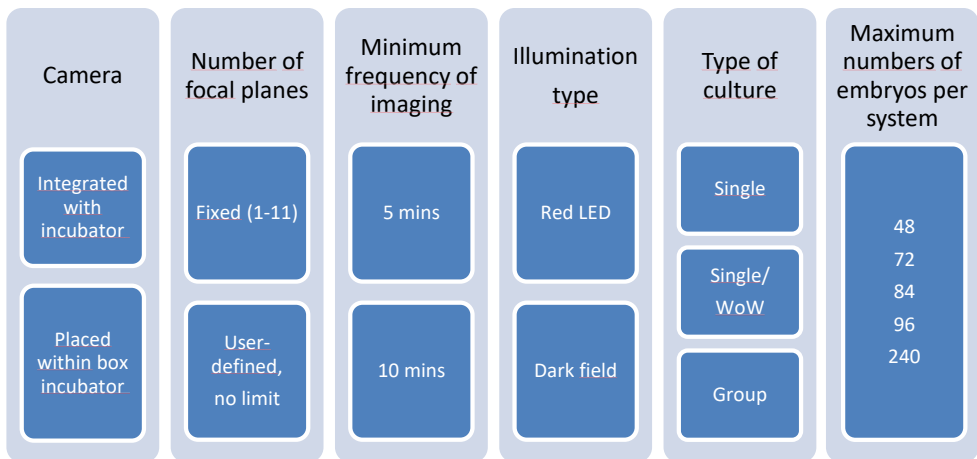 Camera
Integrated
with
incubator
Placed
within box
incubator
Number of
focal planes
Fixed (1-11)
User-
defined,
no limit
Minimum
frequency of
imaging
5 mins
10 mins
Illumination
type
Red LED
Dark field
Type of
culture
Single
Single/
WoW
Group
Maximum
numbers of
embryos per
system
48
72
84
96
240